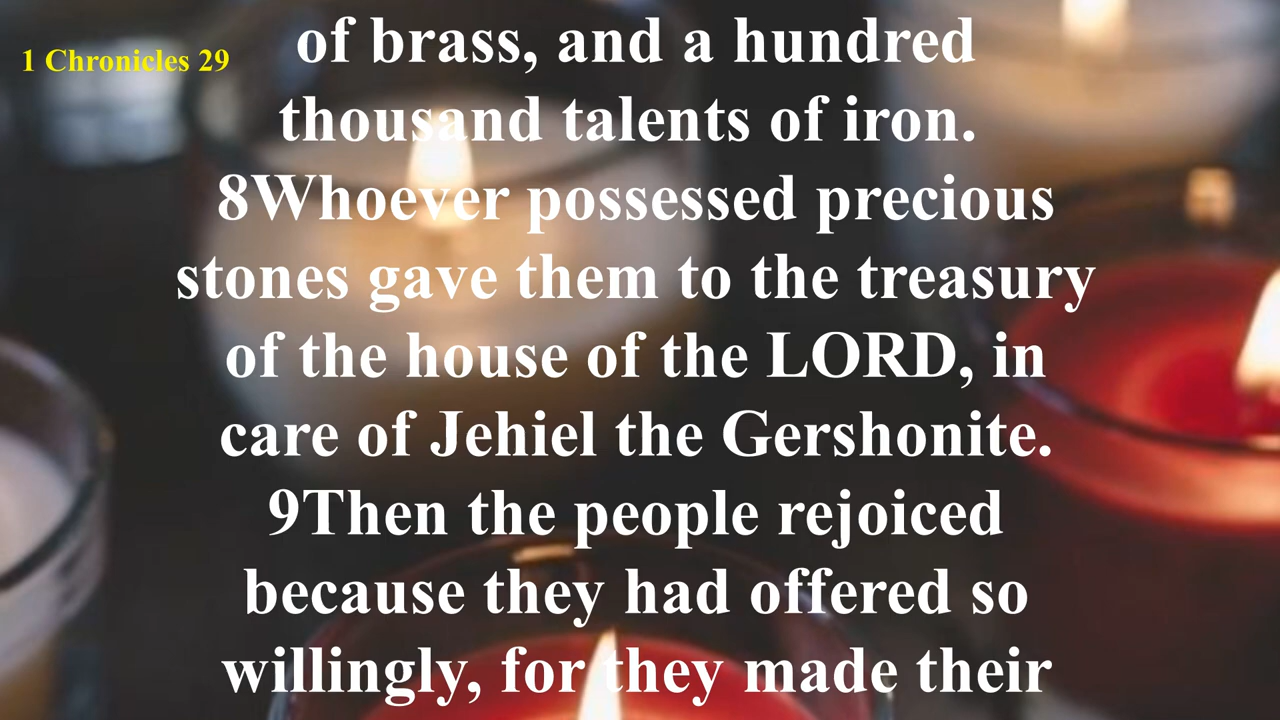 1 Chronicles 29
of brass, and a hundred
thousand talents of iron.
8Whoever possessed precious
stones gave them to the treasury
of the house of the LORD, in
care of Jehiel the Gershonite.
9Then the people rejoiced
because they had offered so
willingly, for they made their